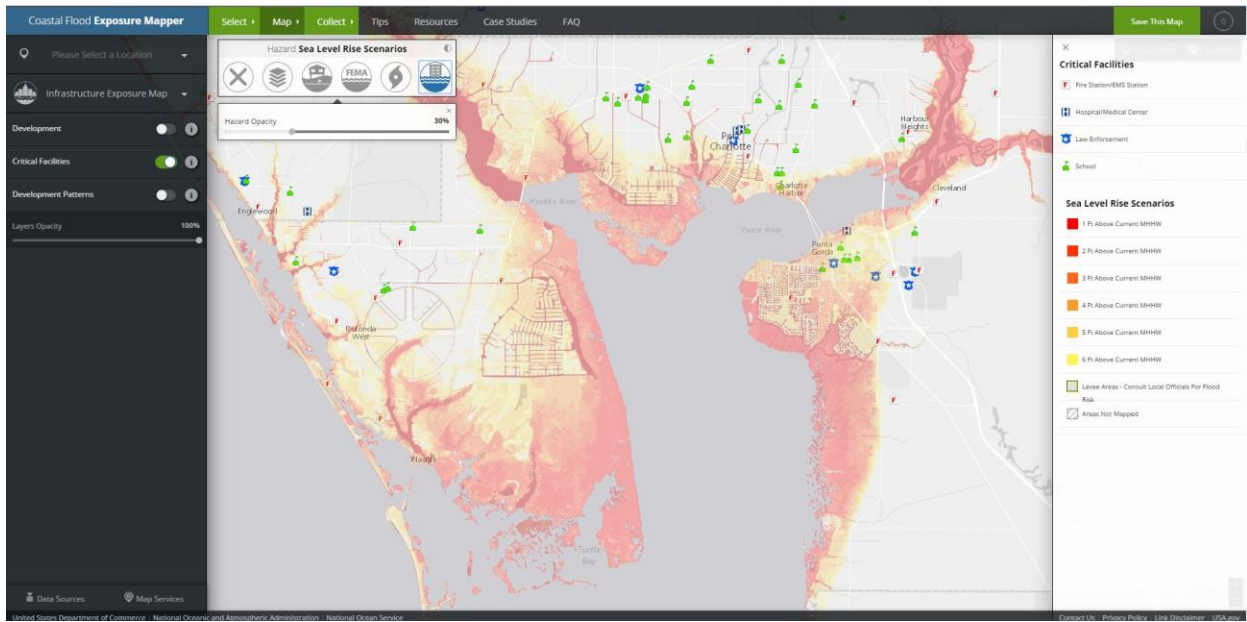 Coastal Flood Exposure Mapper
Select Map Collect Tips Resources Case Studies FAQ
Save This Map
0
Please Select a Location
Infrastructure Exposure Map
Development
Critical Facilities
Development Patterns
Layers Opacity 100%
Data Sources Map Services
Hazard Sea Level Rise Scenarios
FEMA
Hazard Opacity 30%
Englewood
Rotonda
West
Placida
Turtle
Bay
Myakka River
Peace River
Port
Charlotte
Charlotte
Harbor
Harbour
Heights
Cleveland
Punta
Gorda
Critical Facilities
F Fire Station/EMS Station
H Hospital/Medical Center
Law Enforcement
School
Sea Level Rise Scenarios
1 Ft Above Current MHHW
2 Ft Above Current MHHW
3 Ft Above Current MHHW
4 Ft Above Current MHHW
5 Ft Above Current MHHW
6 Ft Above Current MHHW
Levee Areas - Consult Local Officials For Flood
Risk
Areas Not Mapped
United States Department of Commerce | National Oceanic and Atmospheric Administration | National Ocean Service
Contact Us | Privacy Policy | Link Disclaimer | USA.gov